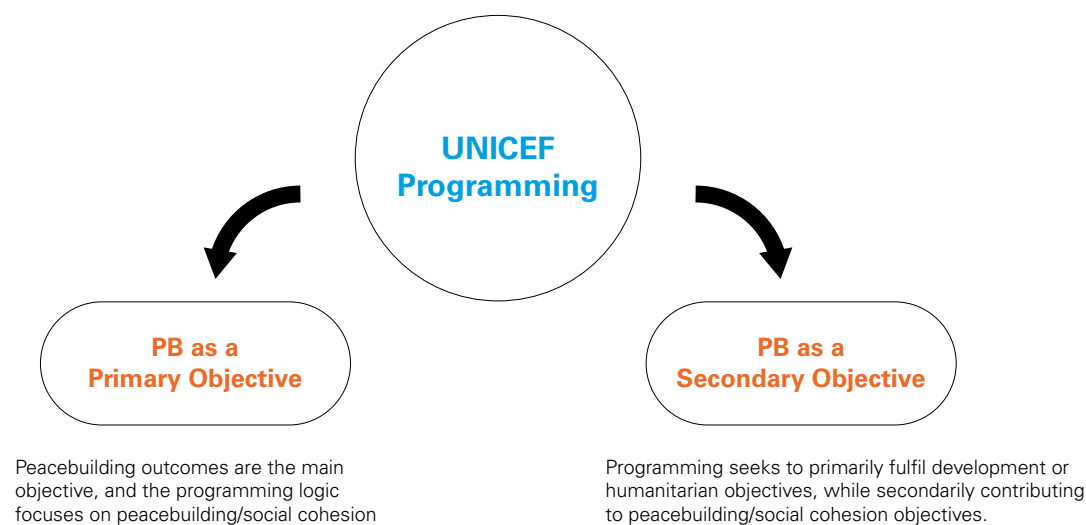 UNICEF
Programming
PB as a
Primary Objective
PB as a
Secondary Objective
Peacebuilding outcomes are the main
objective, and the programming logic
focuses on peacebuilding/social cohesion
Programming seeks to primarily fulfil development or
humanitarian objectives, while secondarily contributing
to peacebuilding/social cohesion objectives.